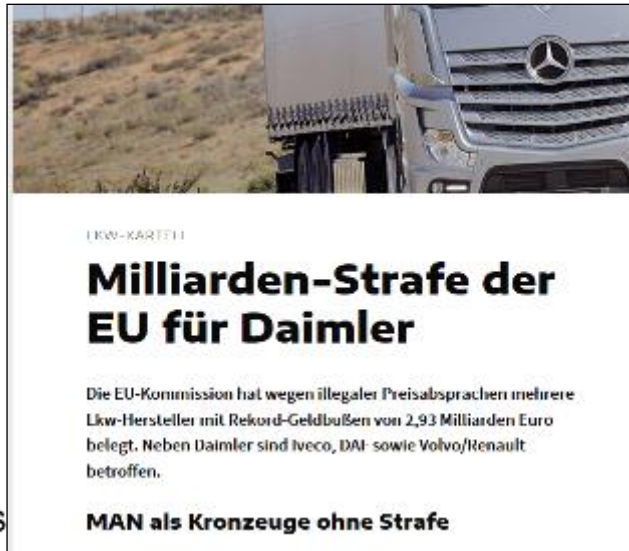 LKW-KARTELL
Milliarden-Strafe der
EU für Daimler
Die EU-Kommission hat wegen illegaler Preisabsprachen mehrere
Lkw-Hersteller mit Rekord-Geldbußen von 2,93 Milliarden Euro
belegt. Neben Daimler sind Iveco, DAF sowie Volvo/Renault
betroffen.
s
MAN als Kronzeuge ohne Strafe